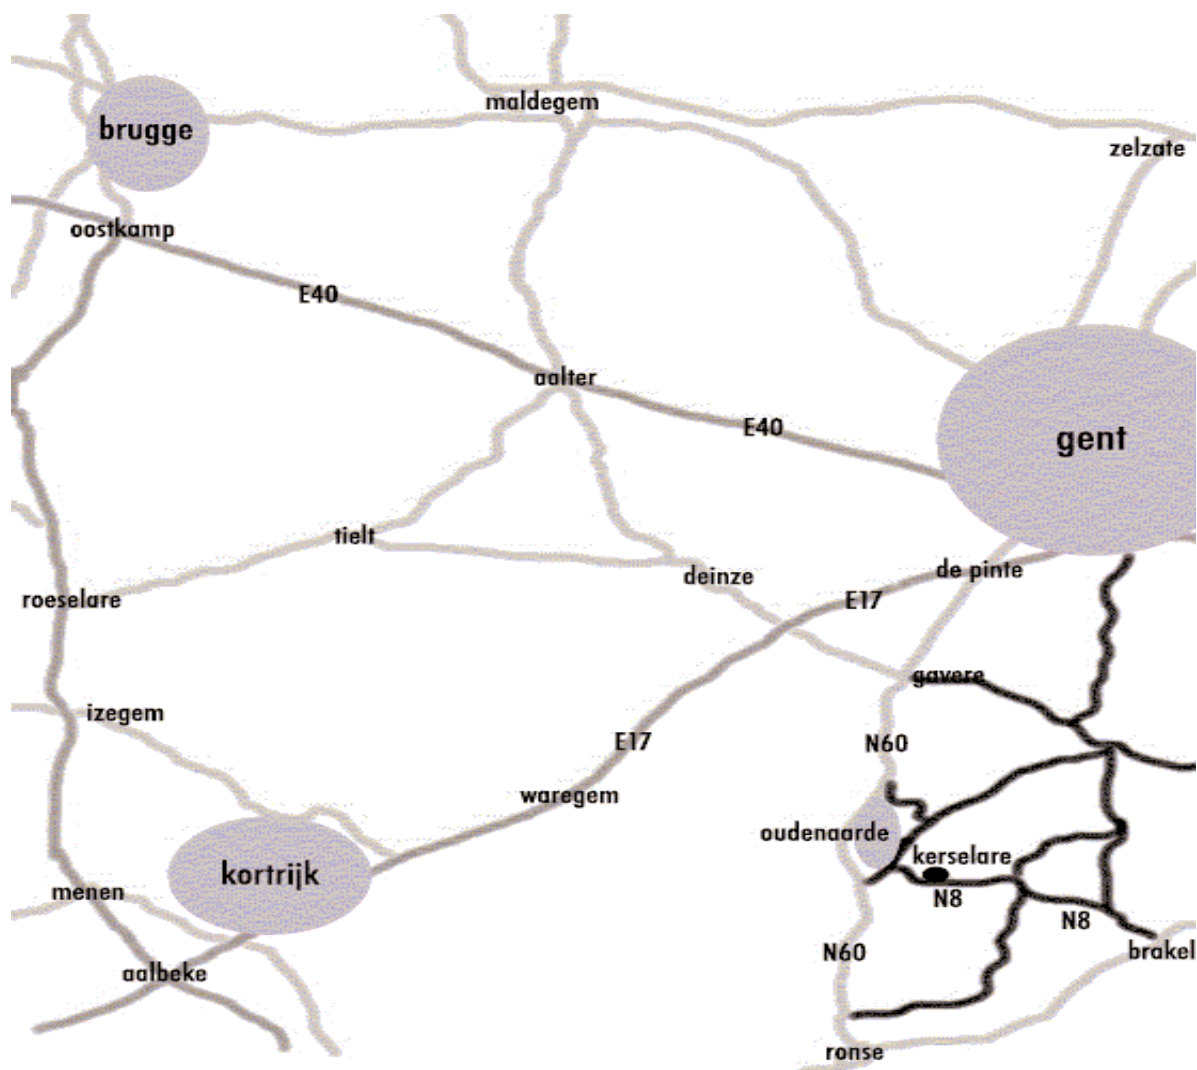 maldegem
brugge
zelzate
oostkamp
E40
aalter
E40
gent
tielt
deinze
de pinte
roeselare
E17
gavere
izegem
E17
N60
waregem
oudenaarde
kerselare
kortrijk
menen
N8
N8
N60
brakel
aalbeke
ronse